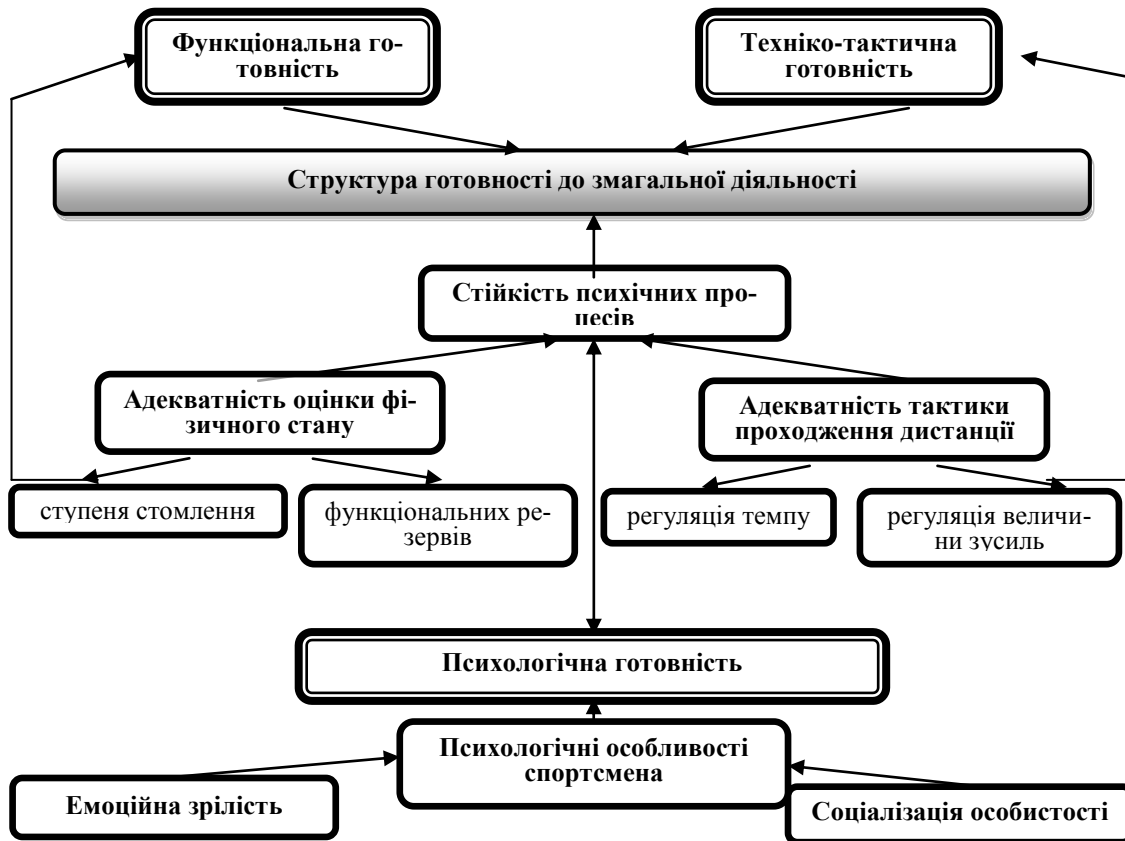 Функціональна го-
товність
Техніко-тактична
готовність
Структура готовності до змагальної діяльності
Стійкість психічних про-
цесів
Адекватність оцінки фі-
зичного стану
Адекватність тактики
проходження дистанції
ступеня стомлення
функціональних ре-
зервів
регуляція темпу
регуляція величи-
ни зусиль
Психологічна готовність
Психологічні особливості
спортсмена
Емоційна зрілість
Соціалізація особистості